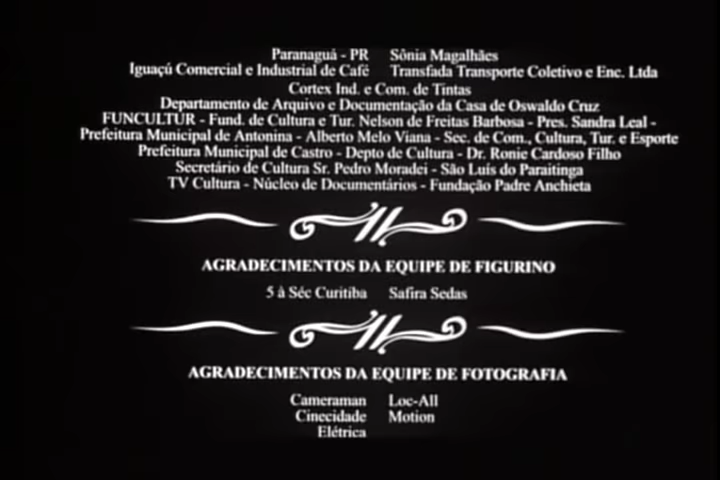 Paranaguá - PR Sônia Magalhães
Iguaçú Comercial e Industrial de Café Transfada Transporte Coletivo e Enc. Ltda
Cortex Ind. e Com. de Tintas
Departamento de Arquivo e Documentação da Casa de Oswaldo Cruz
FUNCULTUR - Fund. de Cultura e Tur. Nelson de Freitas Barbosa - Pres. Sandra Leal -
Prefeitura Municipal de Antonina - Alberto Melo Viana - Sec. de Com., Cultura, Tur. e Esporte
Prefeitura Municipal de Castro - Depto de Cultura - Dr. Ronie Cardoso Filho
Secretário de Cultura Sr. Pedro Moradei - São Luís do Paraitinga
TV Cultura - Núcleo de Documentários - Fundação Padre Anchieta
AGRADECIMENTOS DA EQUIPE DE FIGURINO
5 à Séc Curitiba Safira Sedas
AGRADECIMENTOS DA EQUIPE DE FOTOGRAFIA
Cameraman Loc-All
Cinecidade Motion
Elétrica